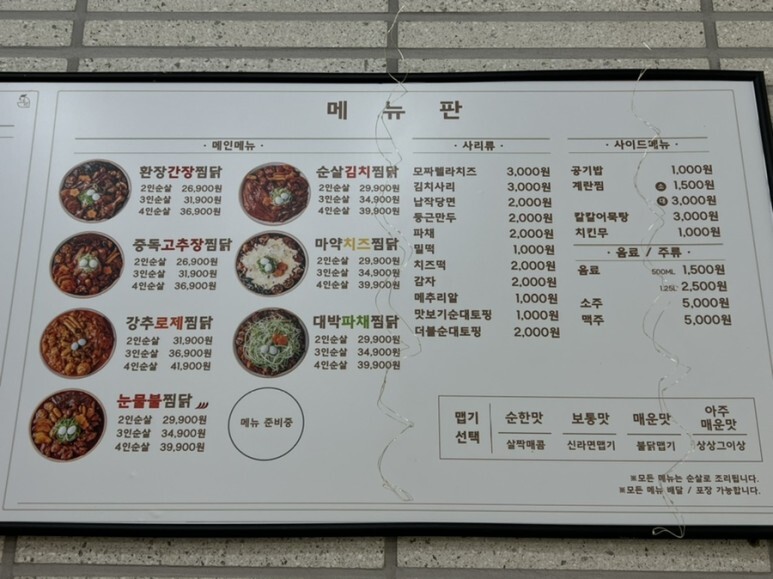 메 뉴 판
· 메인메뉴 ·
환장간장찜닭
2인순살 26,900원
3인순살 31,900원
4인순살 36,900원
순살김치찜닭
2인순살 29,900원
3인순살 34,900원
4인순살 39,900원
중독고추장찜닭
2인순살 26,900원
3인순살 31,900원
4인순살 36,900원
마약치즈찜닭
2인순살 29,900원
3인순살 34,900원
4인순살 39,900원
강추로제찜닭
2인순살 31,900원
3인순살 36,900원
4인순살 41,900원
대박파채찜닭
2인순살 29,900원
3인순살 34,900원
4인순살 39,900원
눈물불찜닭
2인순살 29,900원
3인순살 34,900원
4인순살 39,900원
메뉴 준비중
· 사리류 ·
모짜렐라치즈 3,000원
김치사리 3,000원
납작당면 2,000원
둥근만두 2,000원
파채 2,000원
밀떡 1,000원
치즈떡 2,000원
감자 2,000원
메추리알 1,000원
맛보기순대토핑 1,000원
더블순대토핑 2,000원
· 사이드메뉴 ·
공기밥 1,000원
계란찜 소 1,500원
대 3,000원
칼칼어묵탕 3,000원
치킨무 1,000원
· 음료 / 주류 ·
음료 500ML 1,500원
1.25L 2,500원
소주 5,000원
맥주 5,000원
맵기 선택
순한맛 보통맛 매운맛 아주 매운맛
살짝매콤 신라면맵기 불닭맵기 상상그이상
※모든 메뉴는 순살로 조리됩니다.
※모든 메뉴 배달 / 포장 가능합니다.